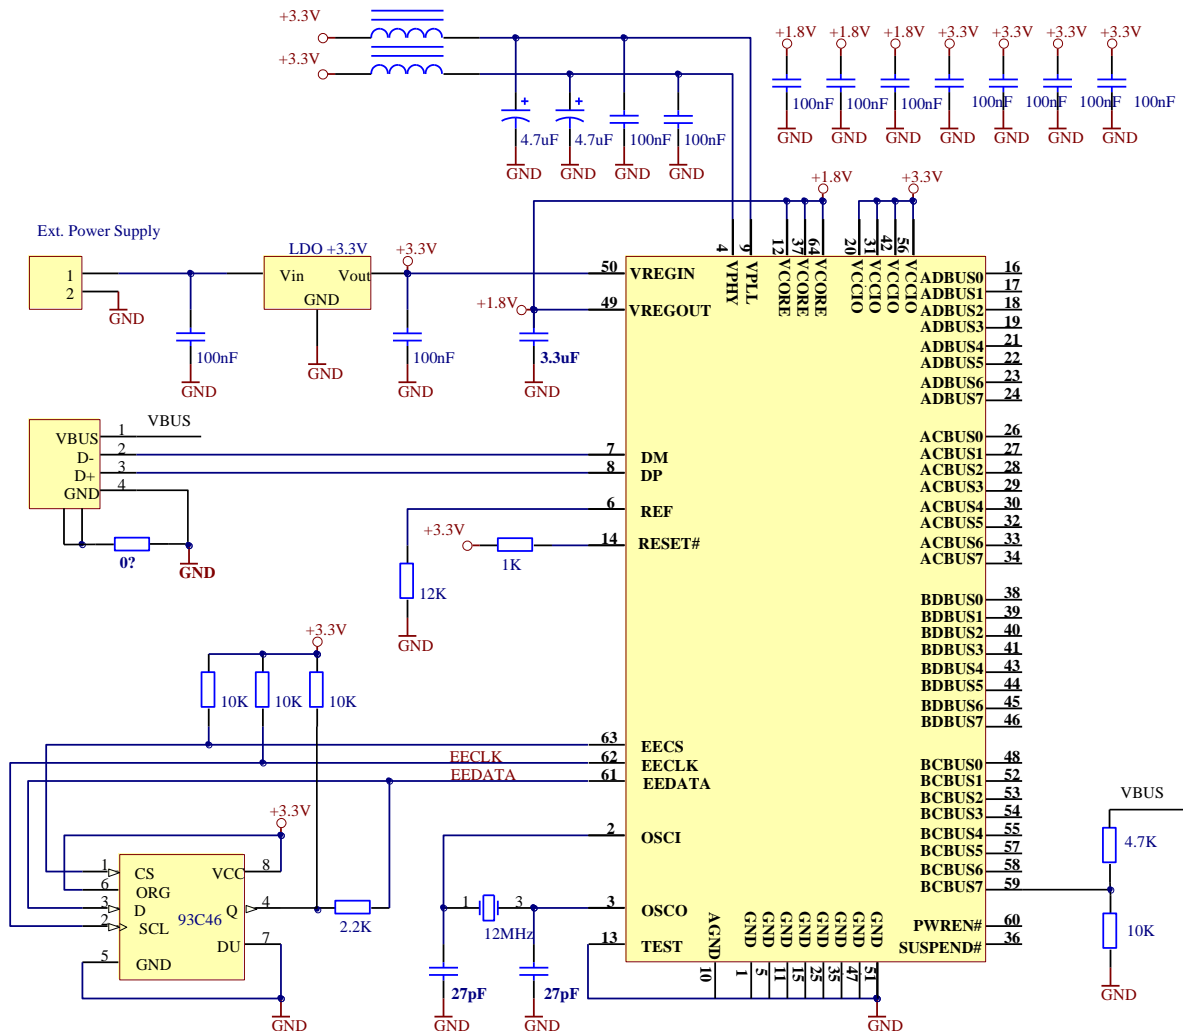 +3.3V
+3.3V
4.7uF 4.7uF 100nF 100nF
GND GND GND GND
+1.8V +1.8V +1.8V +3.3V +3.3V +3.3V +3.3V
100nF 100nF 100nF 100nF 100nF 100nF 100nF
GND GND GND GND GND GND GND
+1.8V +3.3V
Ext. Power Supply
1
2
GND
100nF
GND
LDO +3.3V
Vin Vout
GND
GND
+3.3V
100nF
GND
+1.8V
3.3uF
GND
VBUS
VBUS 1
D- 2
D+ 3
GND 4
0?
GND
12K
GND
+3.3V
1K
+3.3V
10K 10K 10K
EECLK
EEDATA
+3.3V
1 CS VCC 8
6 ORG
3 D Q 4
2 SCL
93C46
DU 7
5 GND
GND
2.2K
1 3
12MHz
27pF 27pF
GND GND
4 VPHY
9 VPLL
12 VCORE
37 VCORE
64 VCORE
20 VCCIO
31 VCCIO
42 VCCIO
56 VCCIO
50 VREGIN
49 VREGOUT
7 DM
8 DP
6 REF
14 RESET#
63 EECS
62 EECLK
61 EEDATA
2 OSCI
3 OSCO
13 TEST
AGND 10
GND 1
GND 5
GND 11
GND 15
GND 25
GND 35
GND 47
GND 51
GND
ADBUS0 16
ADBUS1 17
ADBUS2 18
ADBUS3 19
ADBUS4 21
ADBUS5 22
ADBUS6 23
ADBUS7 24
ACBUS0 26
ACBUS1 27
ACBUS2 28
ACBUS3 29
ACBUS4 30
ACBUS5 32
ACBUS6 33
ACBUS7 34
BDBUS0 38
BDBUS1 39
BDBUS2 40
BDBUS3 41
BDBUS4 43
BDBUS5 44
BDBUS6 45
BDBUS7 46
BCBUS0 48
BCBUS1 52
BCBUS2 53
BCBUS3 54
BCBUS4 55
BCBUS5 57
BCBUS6 58
BCBUS7 59
PWREN# 60
SUSPEND# 36
VBUS
4.7K
10K
GND